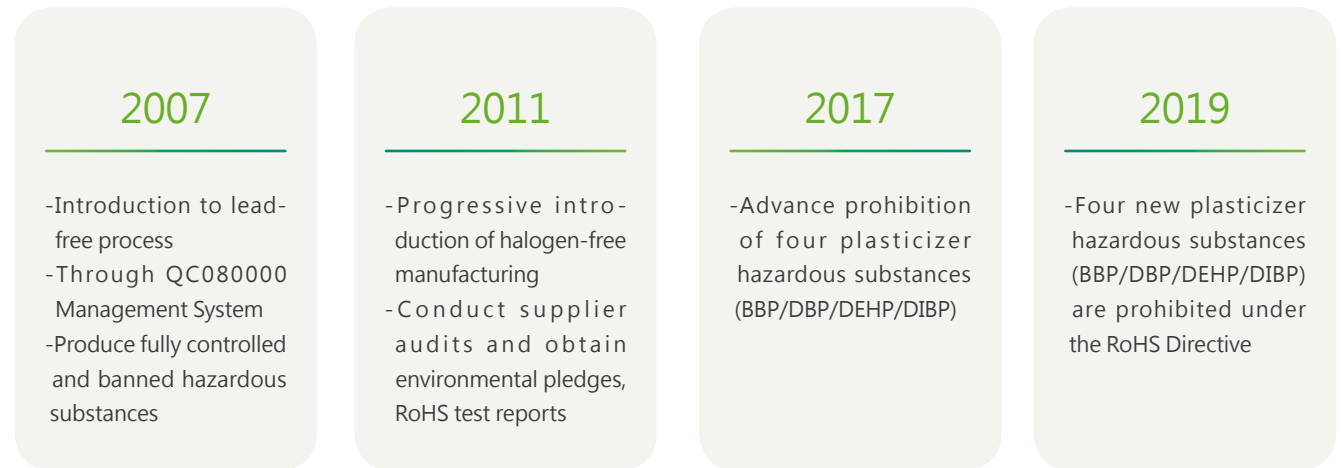 2007
-Introduction to lead-
free process
-Through QC080000
Management System
-Produce fully controlled
and banned hazardous
substances
2011
-Progressive intro-
duction of halogen-free
manufacturing
-Conduct supplier
audits and obtain
environmental pledges,
RoHS test reports
2017
-Advance prohibition
of four plasticizer
hazardous substances
(BBP/DBP/DEHP/DIBP)
2019
-Four new plasticizer
hazardous substances
(BBP/DBP/DEHP/DIBP)
are prohibited under
the RoHS Directive